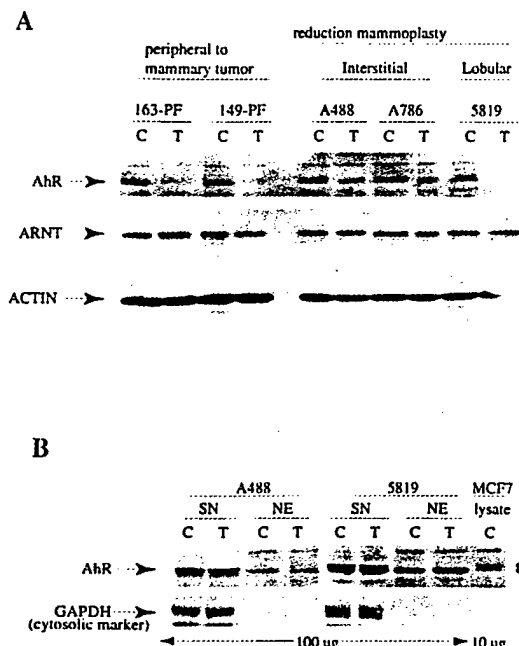 A
reduction mammoplasty
peripheral to
mammary tumor
Interstitial
Lobular
163-PF 149-PF A488 A786 5819
C T C T C T C T C T
AhR
ARNT
ACTIN
B
A488 5819 MCF7
SN NE SN NE lysate
C T C T C T C T C
AhR
GAPDH
(cytosolic marker)
100 ug 10 ug